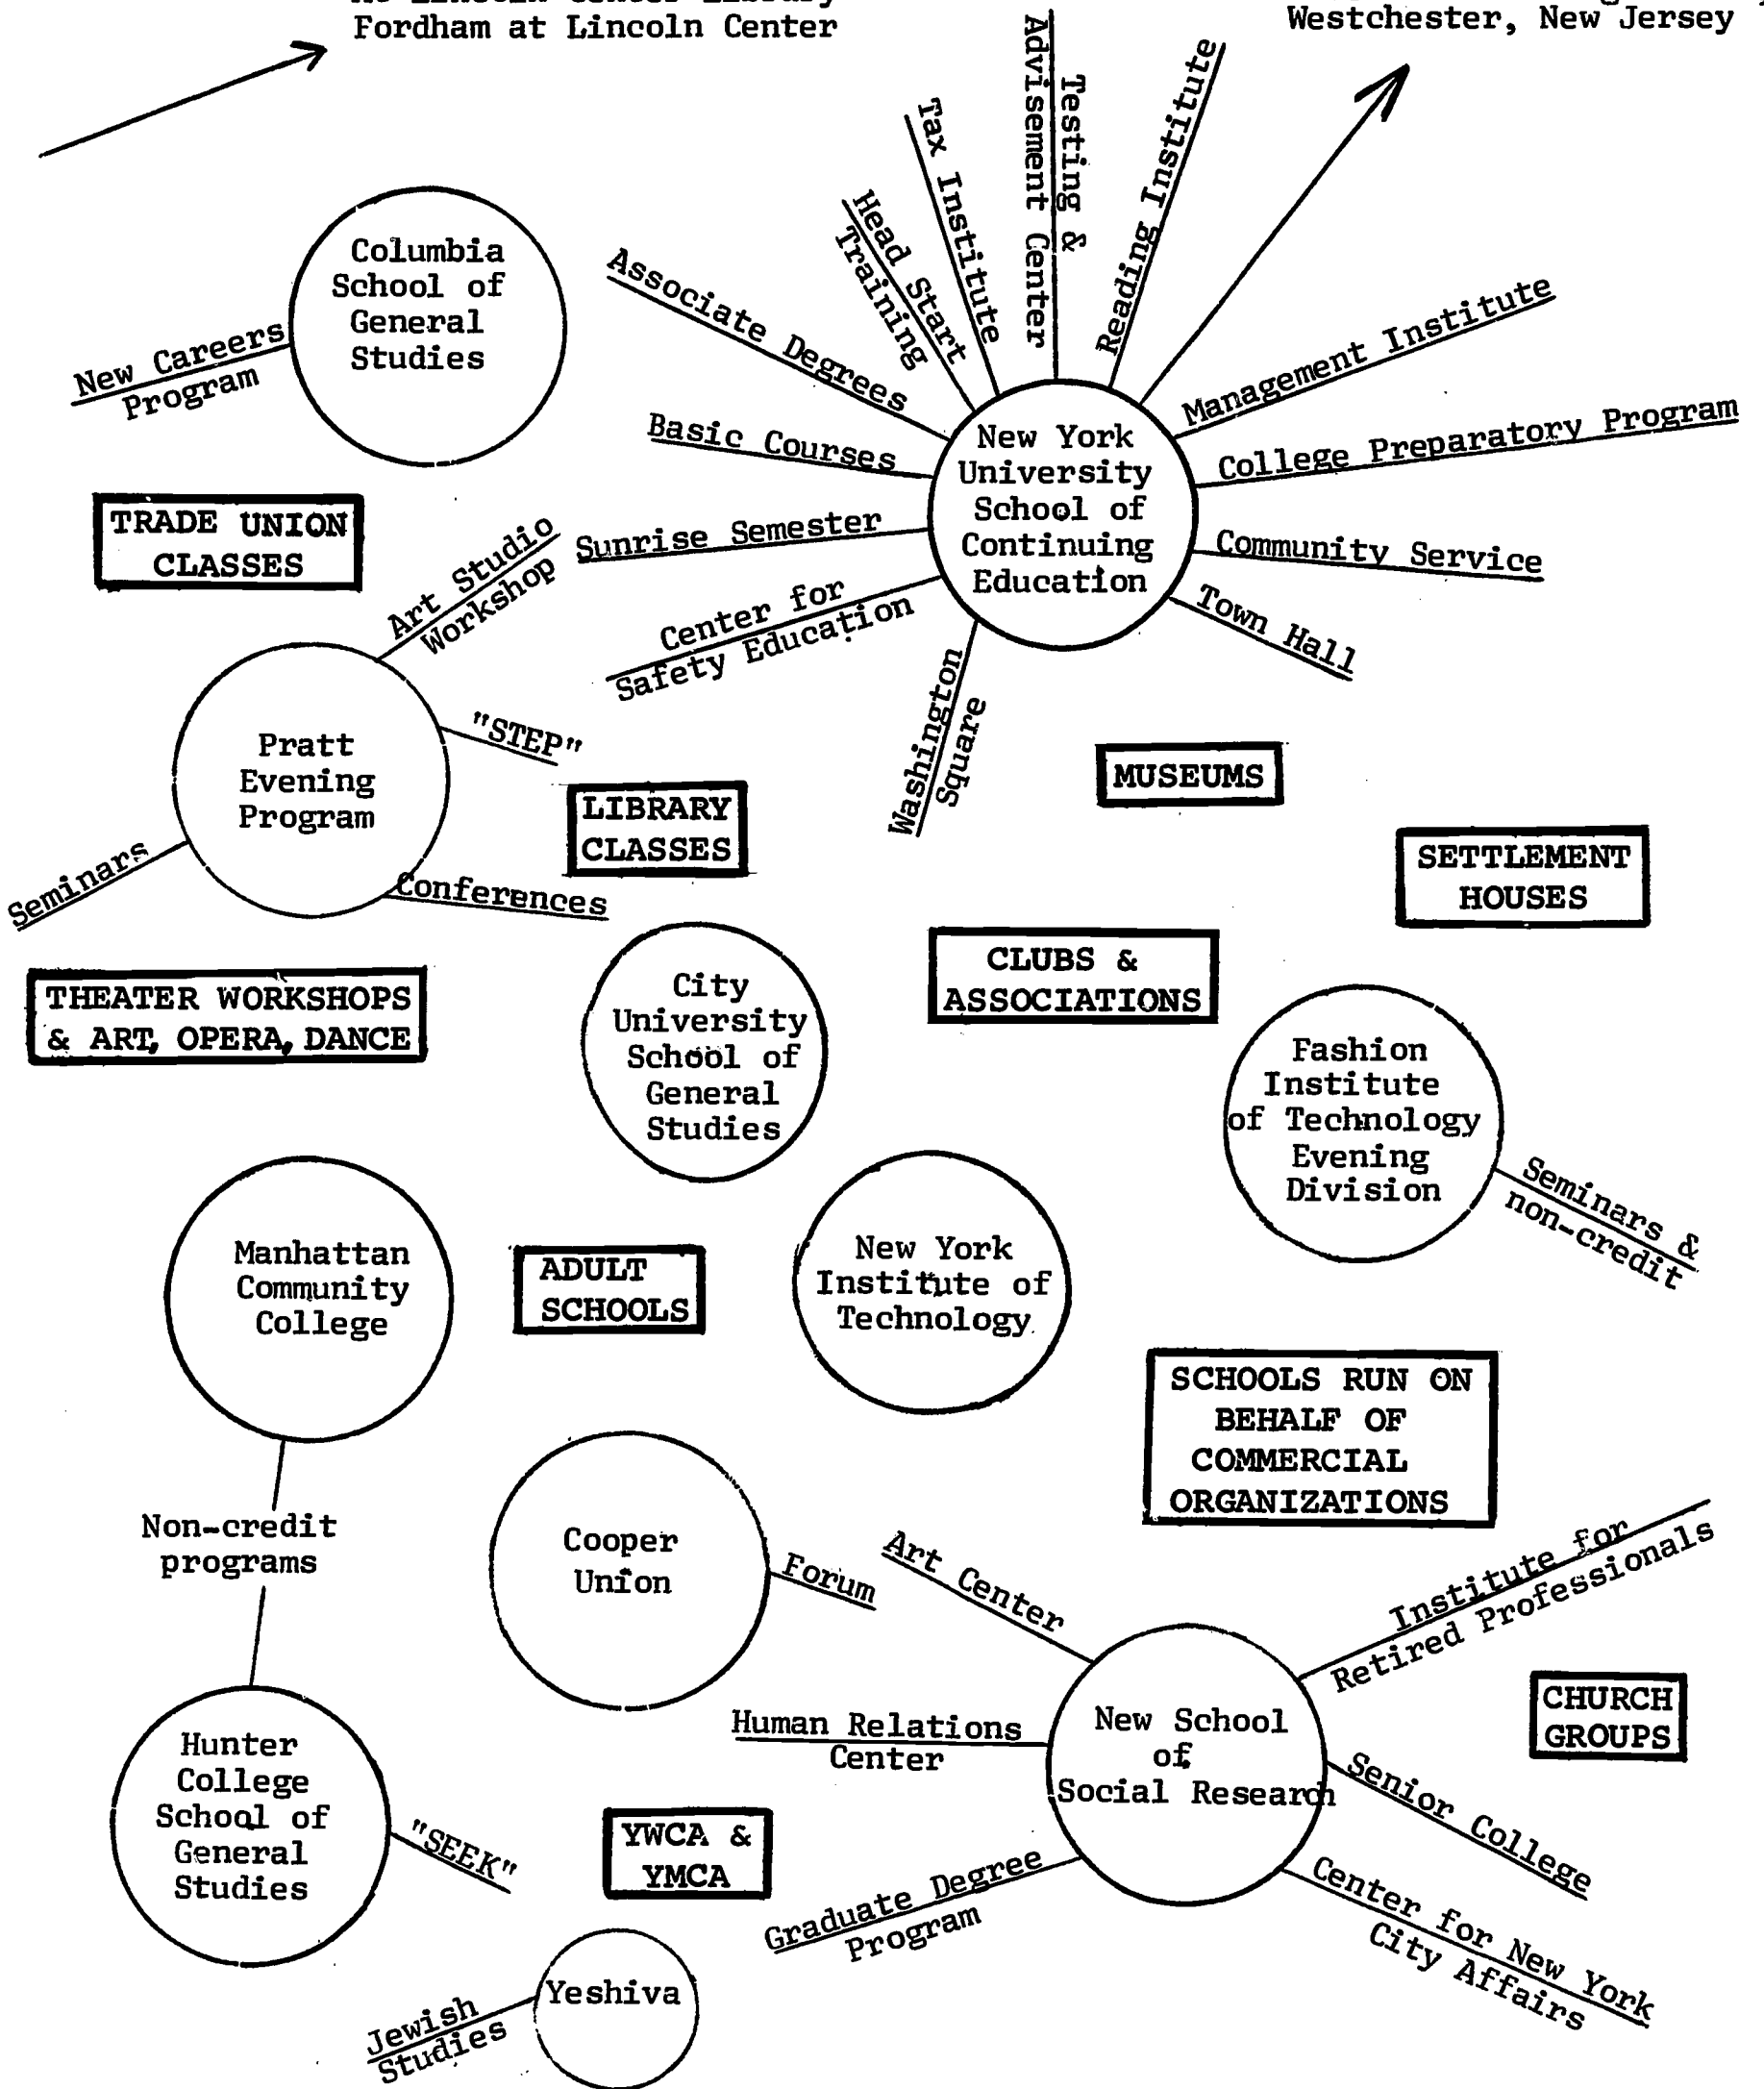 Fordham at Lincoln Center
Westchester, New Jersey
Testing &
Advisement Center
Reading Institute
Tax Institute
Head Start
Training
Associate Degrees
Columbia
School of
General
Studies
New Careers
Program
Management Institute
Basic Courses
New York
University
School of
Continuing
Education
College Preparatory Program
TRADE UNION
CLASSES
Art Studio
Workshop
Sunrise Semester
Community Service
Center for
Safety Education
Town Hall
Washington
Square
Pratt
Evening
Program
"STEP"
MUSEUMS
LIBRARY
CLASSES
SETTLEMENT
HOUSES
Seminars
Conferences
THEATER WORKSHOPS
& ART, OPERA, DANCE
City
University
School of
General
Studies
CLUBS &
ASSOCIATIONS
Fashion
Institute
of Technology
Evening
Division
Seminars &
non-credit
Manhattan
Community
College
ADULT
SCHOOLS
New York
Institute of
Technology
SCHOOLS RUN ON
BEHALF OF
COMMERCIAL
ORGANIZATIONS
Non-credit
programs
Cooper
Union
Forum
Art Center
Institute for
Retired Professionals
Human Relations
Center
New School
of
Social Research
CHURCH
GROUPS
Hunter
College
School of
General
Studies
"SEEK"
YWCA &
YMCA
Senior College
Graduate Degree
Program
Center for New York
City Affairs
Yeshiva
Jewish
Studies